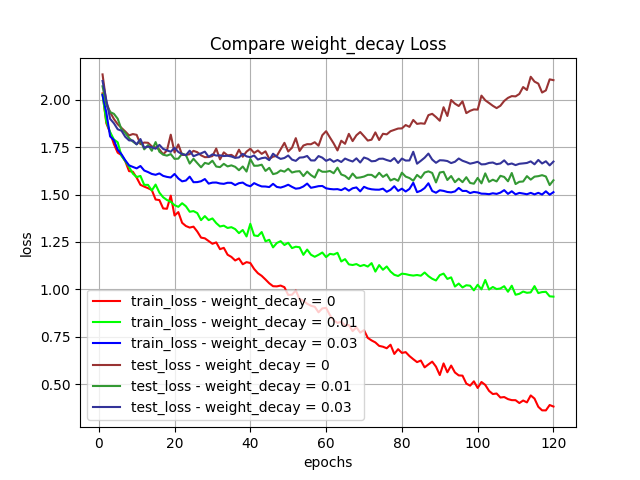 Compare weight_decay Loss
2.00
1.75
1.50
1.25
1.00
0.75
0.50
loss
train_loss - weight_decay = 0
train_loss - weight_decay = 0.01
train_loss - weight_decay = 0.03
test_loss - weight_decay = 0
test_loss - weight_decay = 0.01
test_loss - weight_decay = 0.03
0 20 40 60 80 100 120
epochs